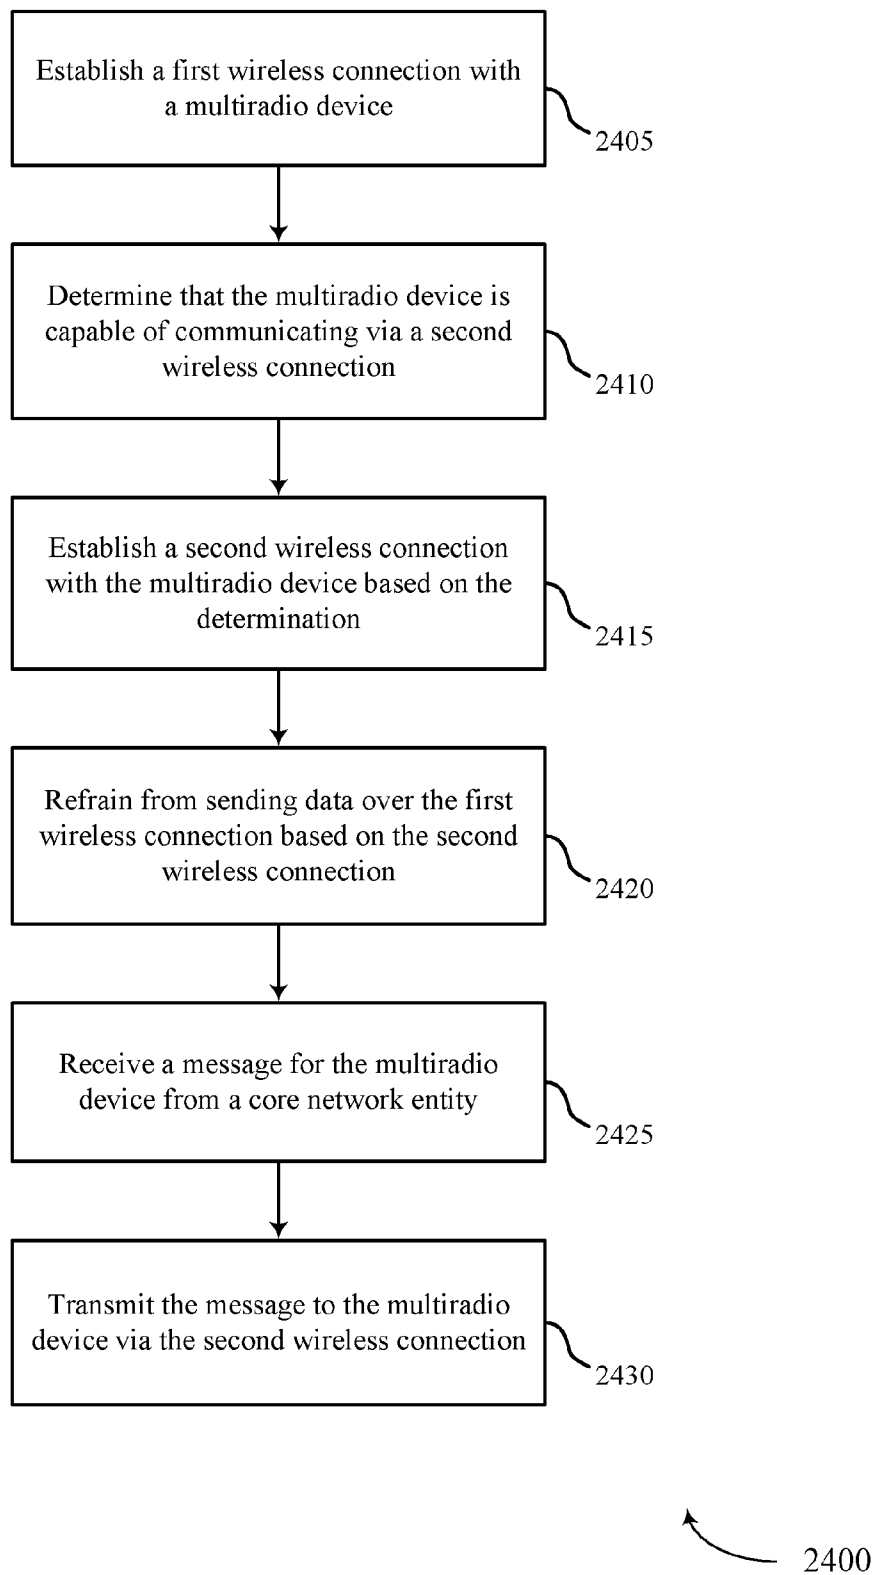 Establish a first wireless connection with
a multiradio device
2405
Determine that the multiradio device is
capable of communicating via a second
wireless connection
2410
Establish a second wireless connection
with the multiradio device based on the
determination
2415
Refrain from sending data over the first
wireless connection based on the second
wireless connection
2420
Receive a message for the multiradio
device from a core network entity
2425
Transmit the message to the multiradio
device via the second wireless connection
2430
2400